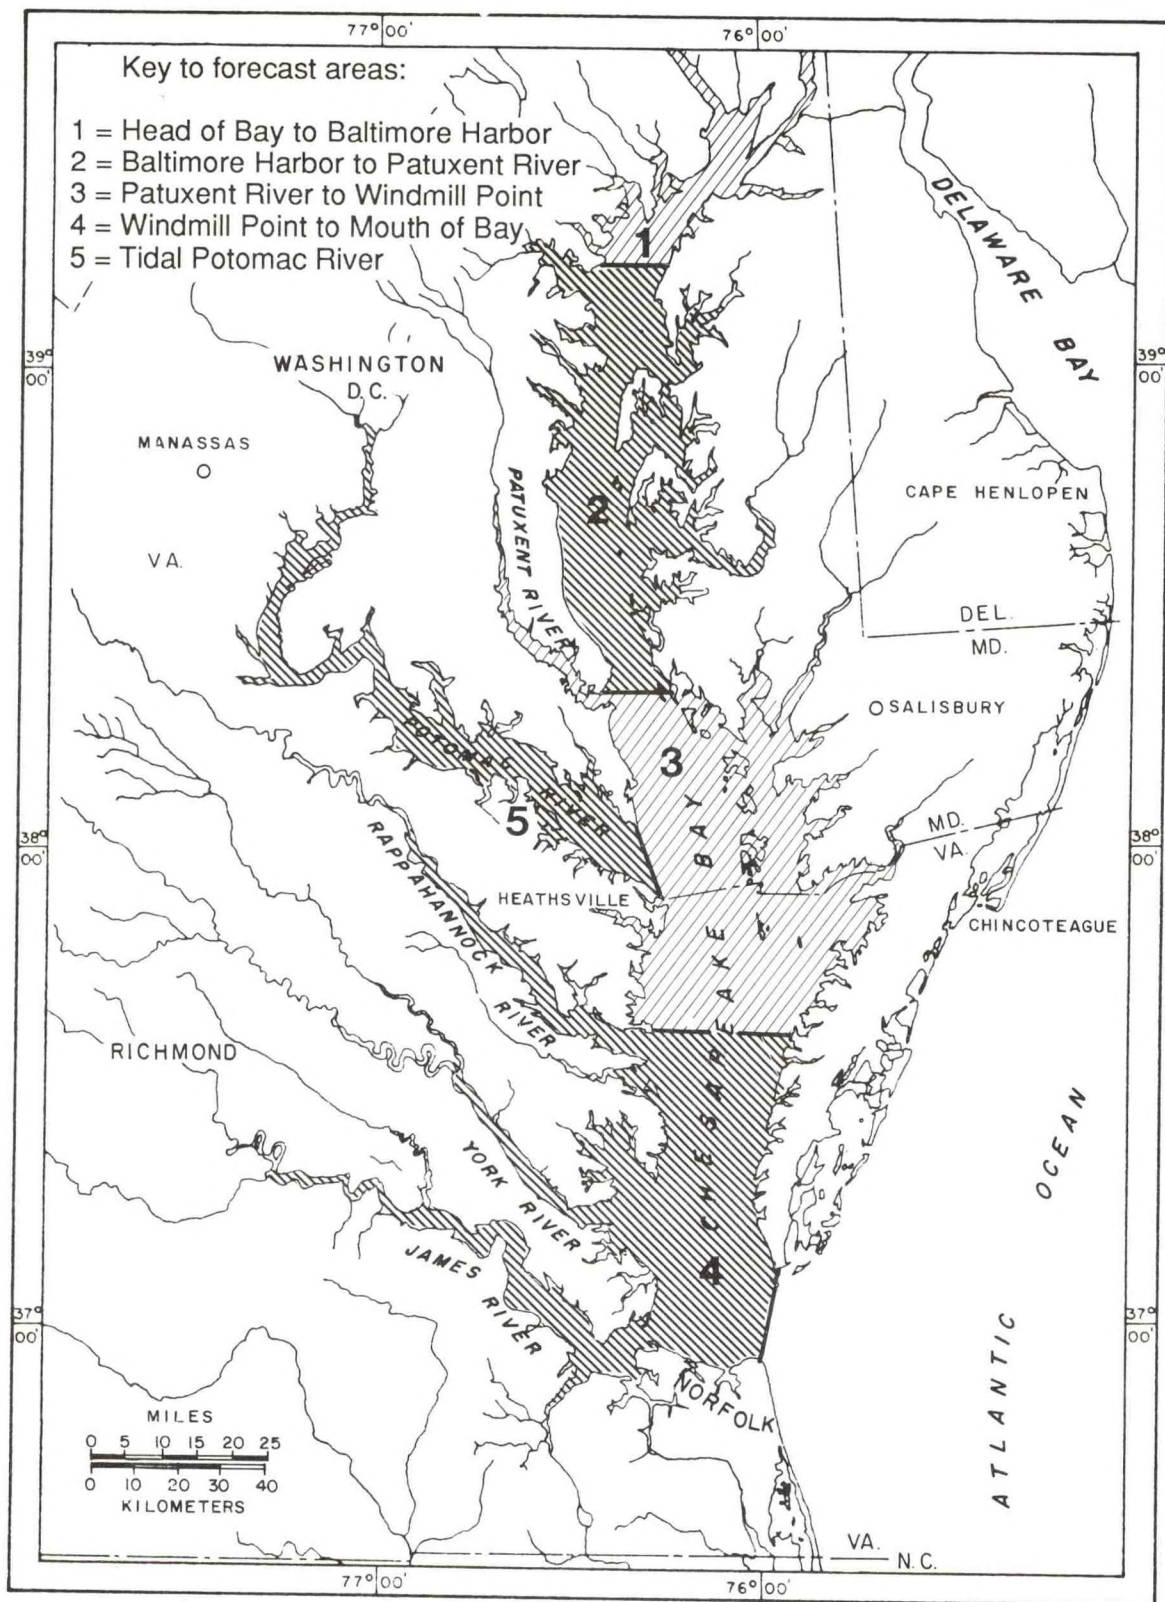 77° 00'
76° 00'
Key to forecast areas:
1 = Head of Bay to Baltimore Harbor
2 = Baltimore Harbor to Patuxent River
3 = Patuxent River to Windmill Point
4 = Windmill Point to Mouth of Bay
5 = Tidal Potomac River
1
DELAWARE BAY
39° 00'
WASHINGTON
D.C.
39° 00'
MANASSAS
PATUXENT RIVER
2
CAPE HENLOPEN
VA.
DEL.
MD.
SALISBURY
POTOMAC RIVER
3
5
38° 00'
MD.
VA.
38° 00'
RAPPAHANNOCK RIVER
HEATHSVILLE
CHINCOTEAGUE
CHESAPEAKE BAY
RICHMOND
YORK RIVER
JAMES RIVER
4
ATLANTIC OCEAN
37° 00'
37° 00'
NORFOLK
MILES
0 5 10 15 20 25
0 10 20 30 40
KILOMETERS
VA.
N.C.
77° 00'
76° 00'